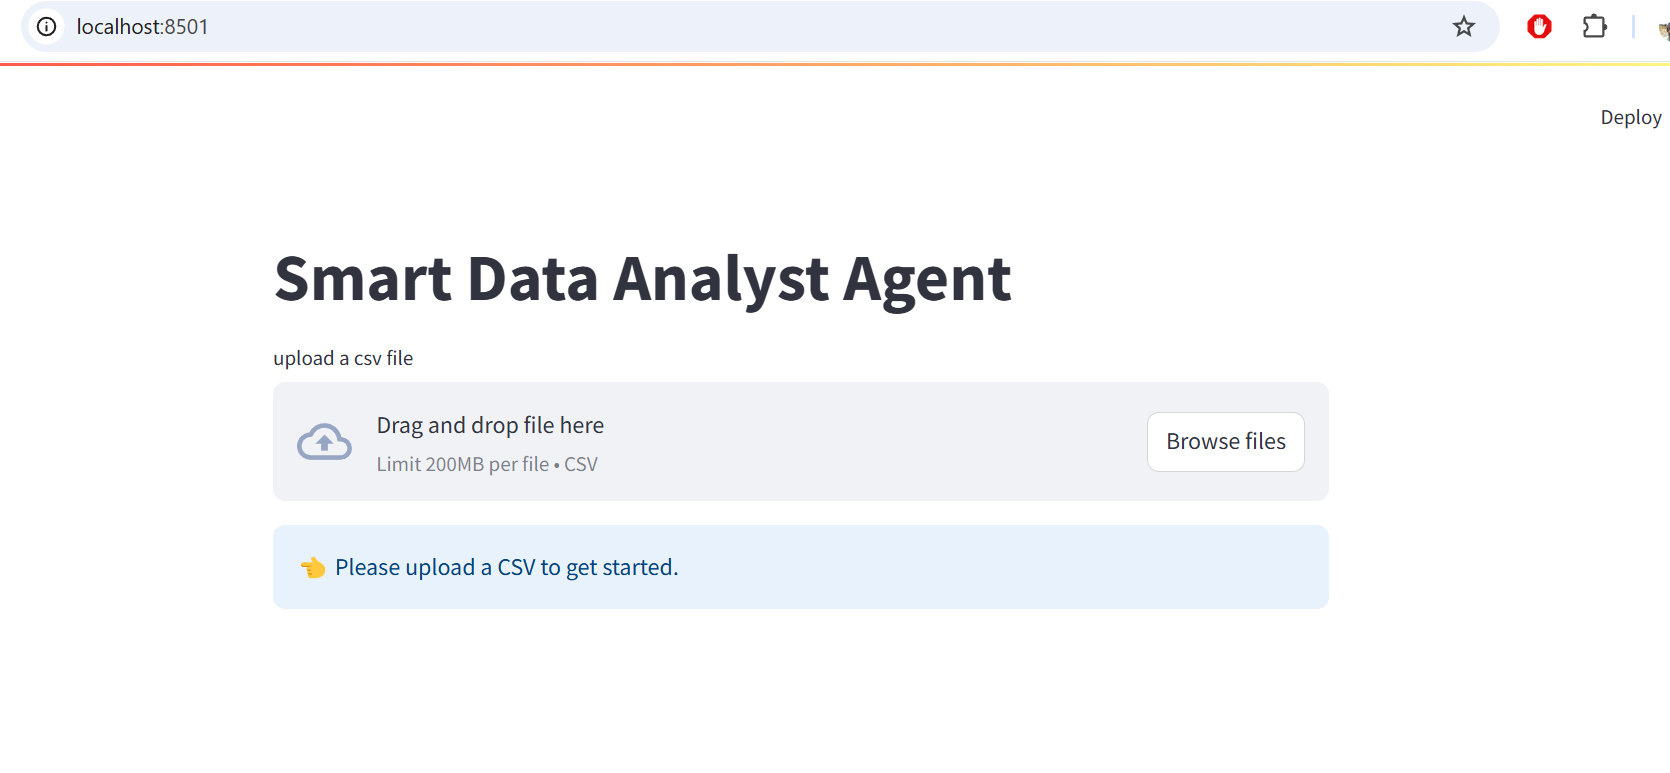 localhost:8501
Deploy
Smart Data Analyst Agent
upload a csv file
Drag and drop file here
Limit 200MB per file • CSV
Browse files
👈 Please upload a CSV to get started.